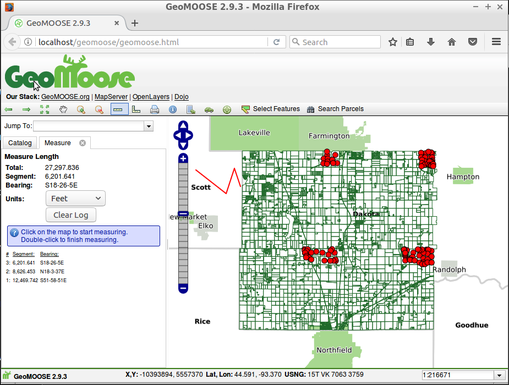 GeoMOOSE 2.9.3 - Mozilla Firefox
GeoMOOSE 2.9.3
localhost/geomoose/geomoose.html
Search
GeoMoose
Our Stack: GeoMOOSE.org | MapServer | OpenLayers | Dojo
Select Features
Search Parcels
Jump To:
Catalog
Measure
Measure Length
Total: 27,297.836
Segment: 6,201.641
Bearing: S18-26-5E
Units: Feet
Clear Log
Click on the map to start measuring.
Double-click to finish measuring.
# Segment: Bearing:
3: 6,201.641 S18-26-5E
2: 8,626.453 N18-3-37E
1: 12,469.742 S51-58-51E
Lakeville
Farmington
Scott
Hampton
Dakota
Elko
Randolph
Rice
Goodhue
Northfield
GeoMOOSE 2.9.3
X,Y: -10393894, 5557370 Lat, Lon: 44.591, -93.370 USNG: 15T VK 7063 3759
1:216671